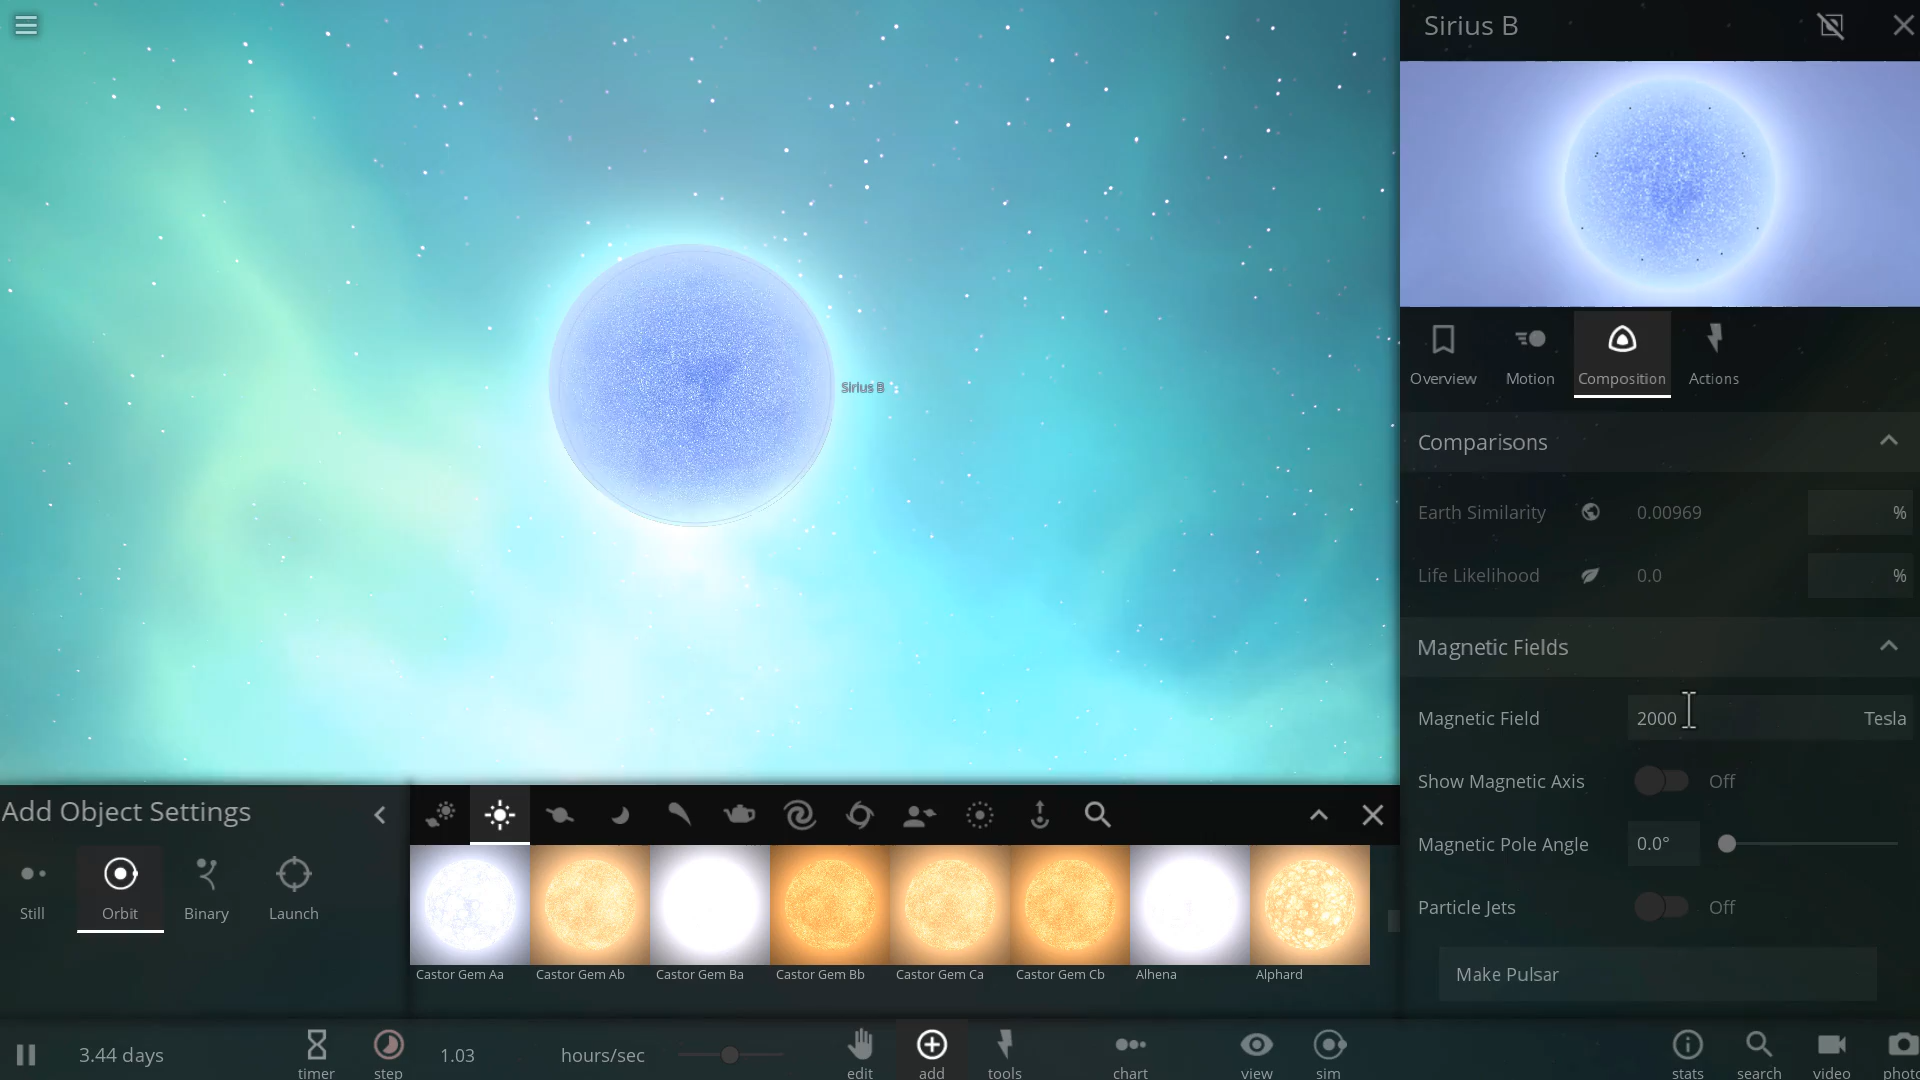 Sirius B
Sirius B
Overview
Motion
Composition
Actions
Comparisons
Earth Similarity
0.00969
%
Life Likelihood
0.0
%
Magnetic Fields
Magnetic Field
2000
Tesla
Show Magnetic Axis
Off
Magnetic Pole Angle
0.0°
Particle Jets
Off
Make Pulsar
Add Object Settings
Still
Orbit
Binary
Launch
Castor Gem Aa
Castor Gem Ab
Castor Gem Ba
Castor Gem Bb
Castor Gem Ca
Castor Gem Cb
Alhena
Alphard
3.44 days
timer
step
1.03
hours/sec
edit
add
tools
chart
view
sim
stats
search
video
photo